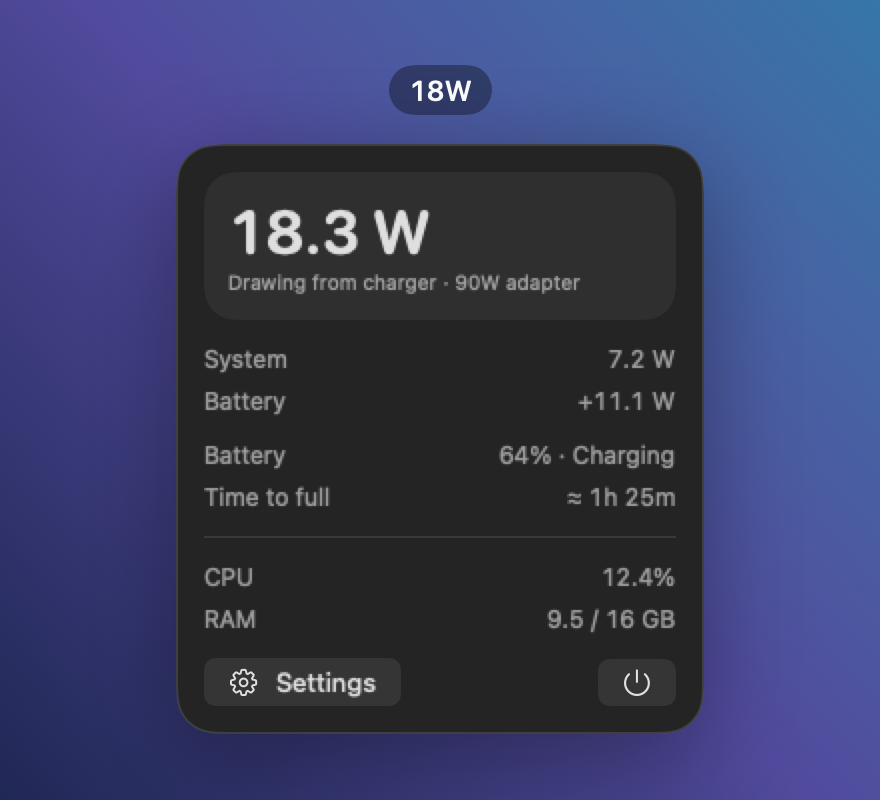 18W
18.3 W
Drawing from charger · 90W adapter
System 7.2 W
Battery +11.1 W
Battery 64% · Charging
Time to full ≈ 1h 25m
CPU 12.4%
RAM 9.5 / 16 GB
Settings